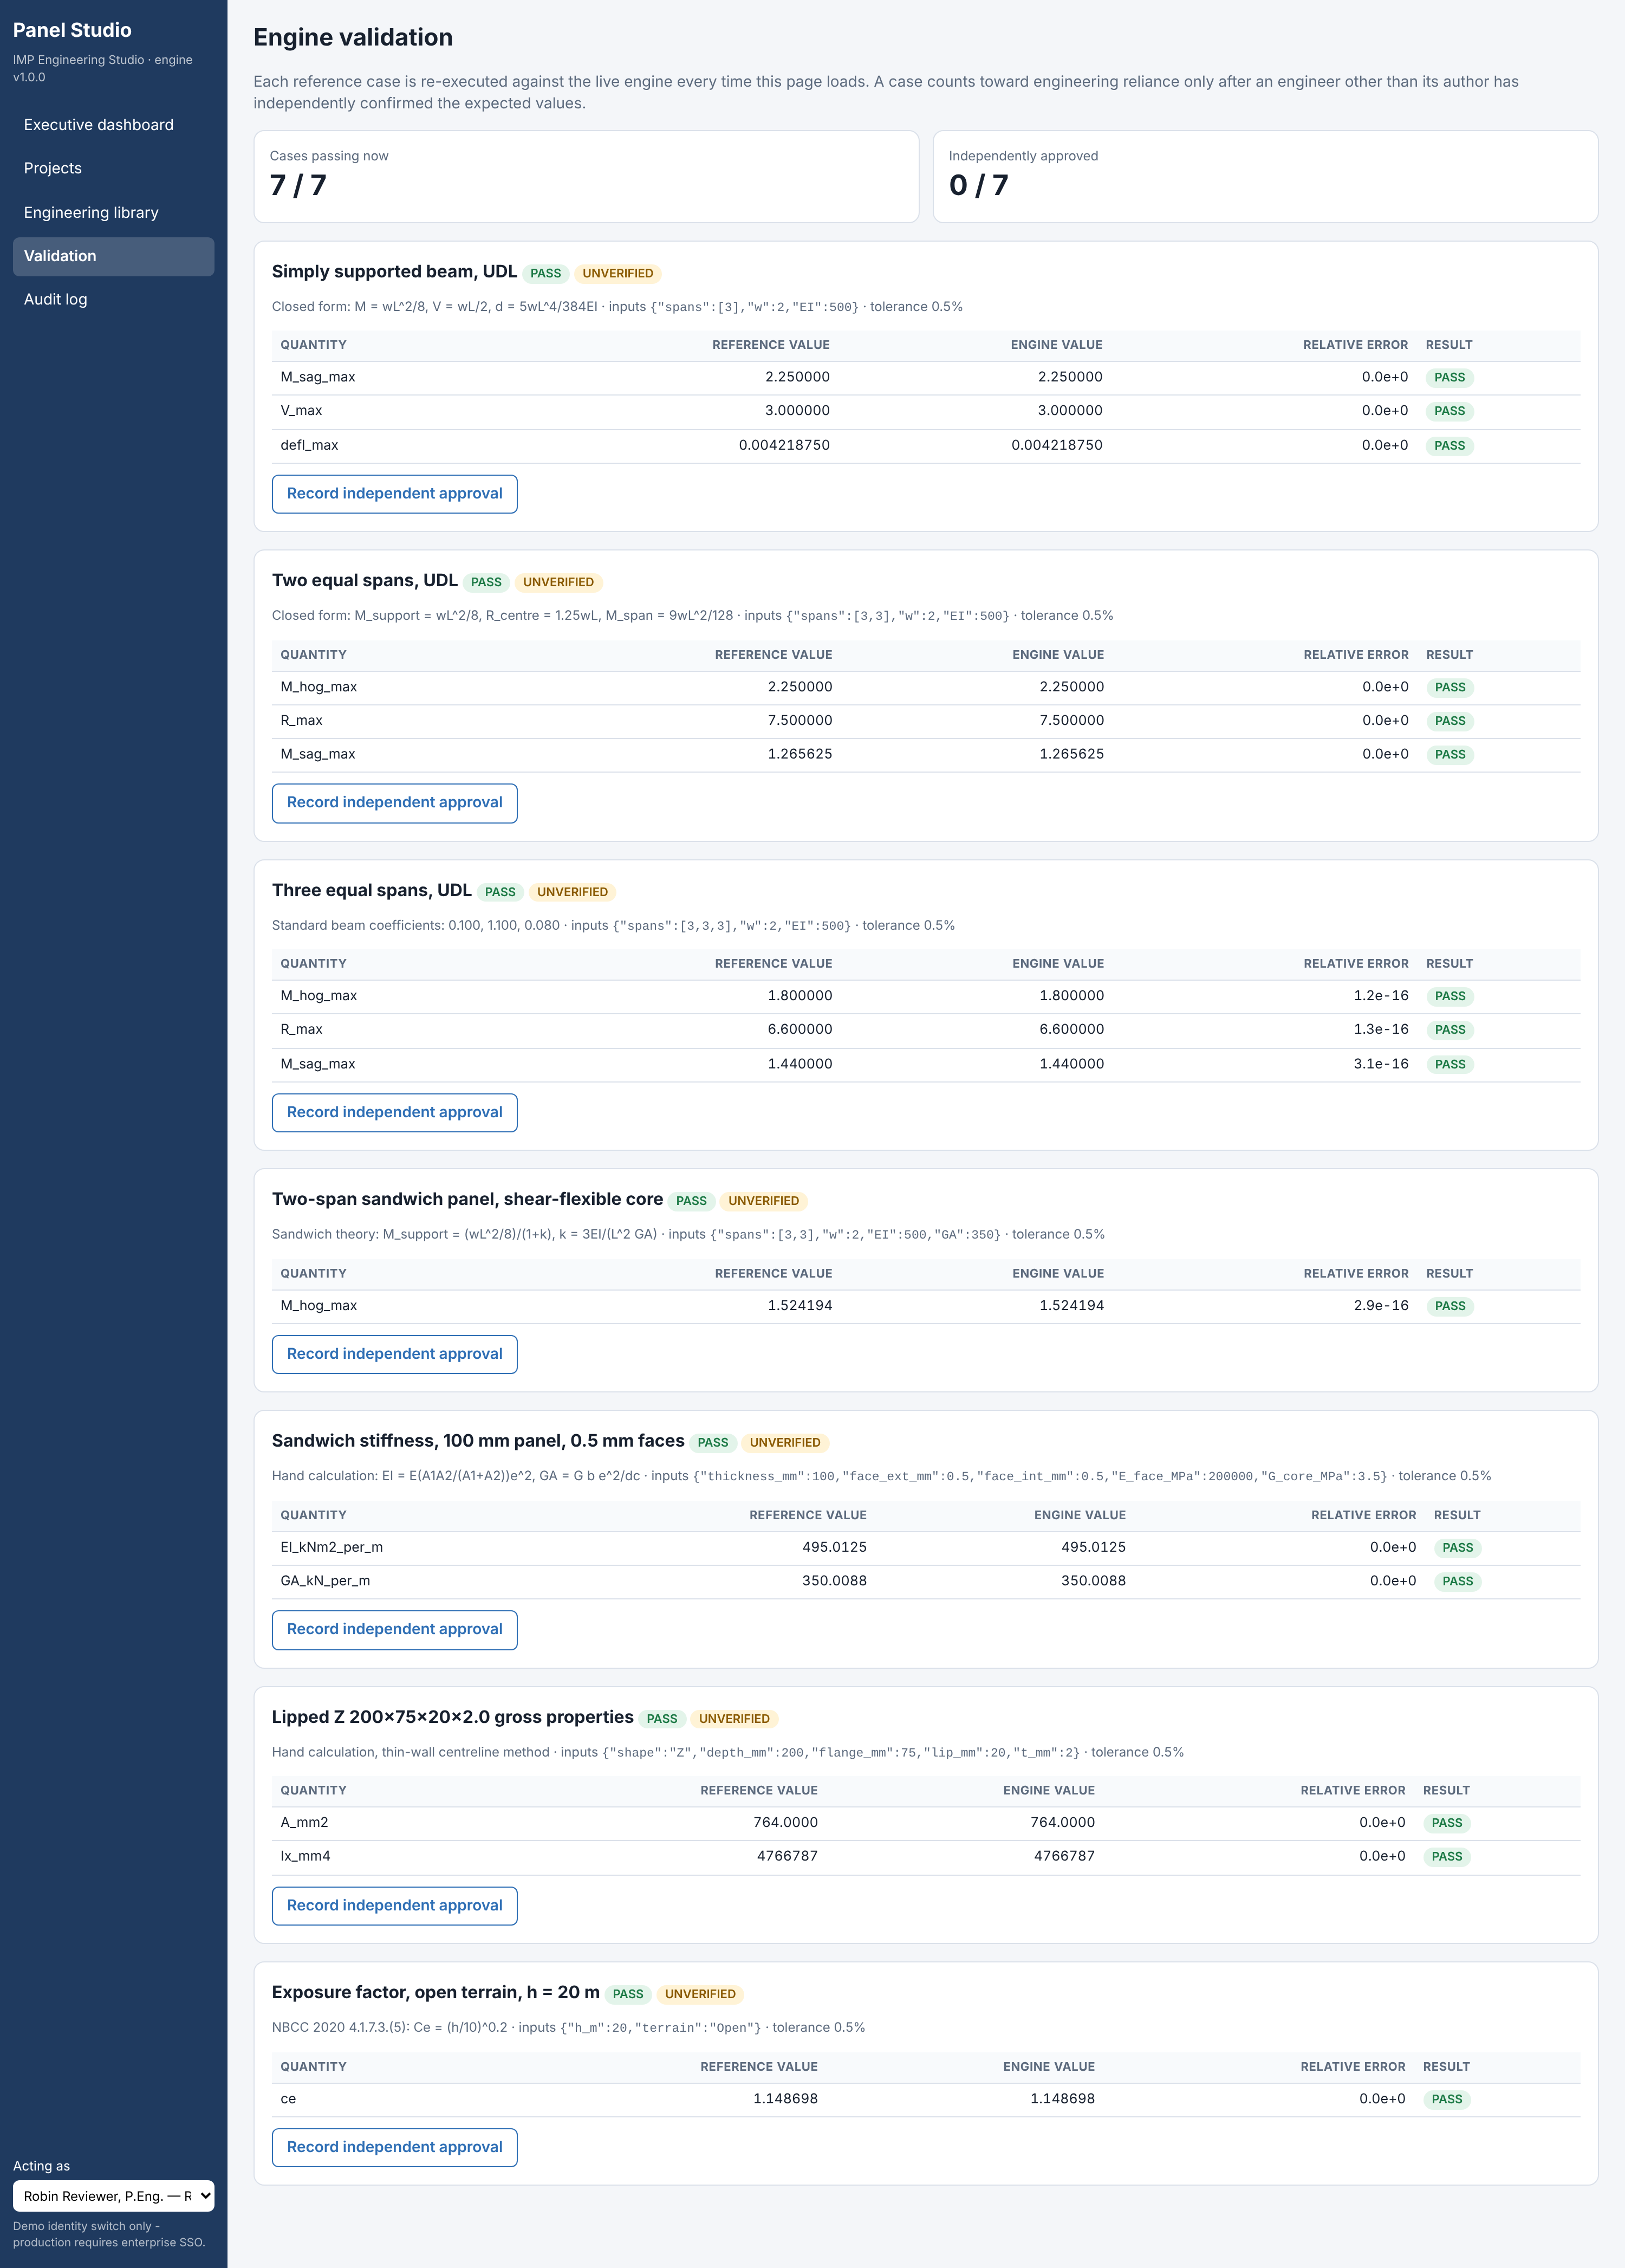 Panel Studio
IMP Engineering Studio · engine
v1.0.0
Executive dashboard
Projects
Engineering library
Validation
Audit log
Acting as
Robin Reviewer, P.Eng. — R
Demo identity switch only -
production requires enterprise SSO.
Engine validation
Each reference case is re-executed against the live engine every time this page loads. A case counts toward engineering reliance only after an engineer other than its author has
independently confirmed the expected values.
Cases passing now
7 / 7
Independently approved
0 / 7
Simply supported beam, UDL PASS UNVERIFIED
Closed form: M = wL^2/8, V = wL/2, d = 5wL^4/384EI · inputs {"spans":[3],"w":2,"EI":500} · tolerance 0.5%
QUANTITY REFERENCE VALUE ENGINE VALUE RELATIVE ERROR RESULT
M_sag_max 2.250000 2.250000 0.0e+0 PASS
V_max 3.000000 3.000000 0.0e+0 PASS
defl_max 0.004218750 0.004218750 0.0e+0 PASS
Record independent approval
Two equal spans, UDL PASS UNVERIFIED
Closed form: M_support = wL^2/8, R_centre = 1.25wL, M_span = 9wL^2/128 · inputs {"spans":[3,3],"w":2,"EI":500} · tolerance 0.5%
QUANTITY REFERENCE VALUE ENGINE VALUE RELATIVE ERROR RESULT
M_hog_max 2.250000 2.250000 0.0e+0 PASS
R_max 7.500000 7.500000 0.0e+0 PASS
M_sag_max 1.265625 1.265625 0.0e+0 PASS
Record independent approval
Three equal spans, UDL PASS UNVERIFIED
Standard beam coefficients: 0.100, 1.100, 0.080 · inputs {"spans":[3,3,3],"w":2,"EI":500} · tolerance 0.5%
QUANTITY REFERENCE VALUE ENGINE VALUE RELATIVE ERROR RESULT
M_hog_max 1.800000 1.800000 1.2e-16 PASS
R_max 6.600000 6.600000 1.3e-16 PASS
M_sag_max 1.440000 1.440000 3.1e-16 PASS
Record independent approval
Two-span sandwich panel, shear-flexible core PASS UNVERIFIED
Sandwich theory: M_support = (wL^2/8)/(1+k), k = 3EI/(L^2 GA) · inputs {"spans":[3,3],"w":2,"EI":500,"GA":350} · tolerance 0.5%
QUANTITY REFERENCE VALUE ENGINE VALUE RELATIVE ERROR RESULT
M_hog_max 1.524194 1.524194 2.9e-16 PASS
Record independent approval
Sandwich stiffness, 100 mm panel, 0.5 mm faces PASS UNVERIFIED
Hand calculation: EI = E(A1A2/(A1+A2))e^2, GA = G b e^2/dc · inputs {"thickness_mm":100,"face_ext_mm":0.5,"face_int_mm":0.5,"E_face_MPa":200000,"G_core_MPa":3.5} · tolerance 0.5%
QUANTITY REFERENCE VALUE ENGINE VALUE RELATIVE ERROR RESULT
EI_kNm2_per_m 495.0125 495.0125 0.0e+0 PASS
GA_kN_per_m 350.0088 350.0088 0.0e+0 PASS
Record independent approval
Lipped Z 200×75×20×2.0 gross properties PASS UNVERIFIED
Hand calculation, thin-wall centreline method · inputs {"shape":"Z","depth_mm":200,"flange_mm":75,"lip_mm":20,"t_mm":2} · tolerance 0.5%
QUANTITY REFERENCE VALUE ENGINE VALUE RELATIVE ERROR RESULT
A_mm2 764.0000 764.0000 0.0e+0 PASS
Ix_mm4 4766787 4766787 0.0e+0 PASS
Record independent approval
Exposure factor, open terrain, h = 20 m PASS UNVERIFIED
NBCC 2020 4.1.7.3.(5): Ce = (h/10)^0.2 · inputs {"h_m":20,"terrain":"Open"} · tolerance 0.5%
QUANTITY REFERENCE VALUE ENGINE VALUE RELATIVE ERROR RESULT
ce 1.148698 1.148698 0.0e+0 PASS
Record independent approval